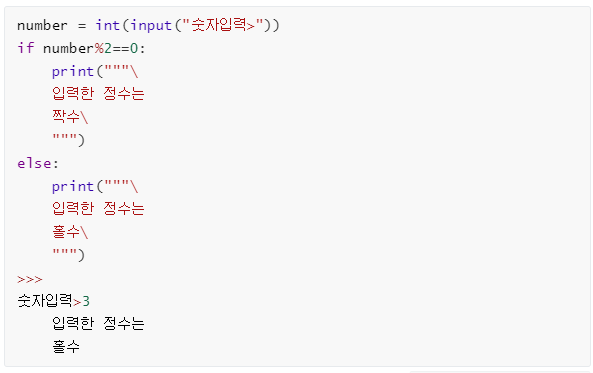 number = int(input("숫자입력>"))
if number%2==0:
    print("""\
    입력한 정수는
    짝수\
    """)
else:
    print("""\
    입력한 정수는
    홀수\
    """)
>>>
숫자입력>3
    입력한 정수는
    홀수